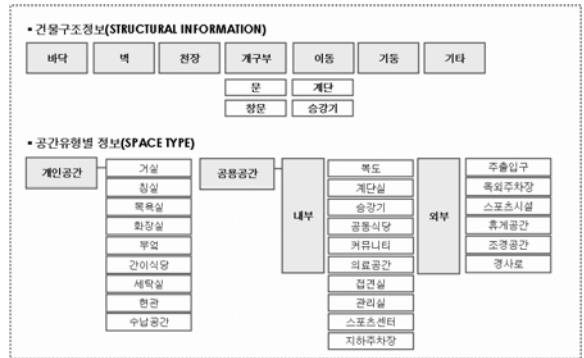 ▪ 건물구조정보(STRUCTURAL INFORMATION)
바닥 벽 천장 개구부 이동 기둥 기타
문 계단
창문 승강기
▪ 공간유형별 정보(SPACE TYPE)
개인공간
거실
침실
목욕실
화장실
부엌
간이식당
세탁실
현관
수납공간
공용공간
내부
복도
계단실
승강기
공동식당
커뮤니티
의료공간
접견실
관리실
스포츠센터
지하주차장
외부
주출입구
옥외주차장
스포츠시설
휴게공간
조경공간
경사로